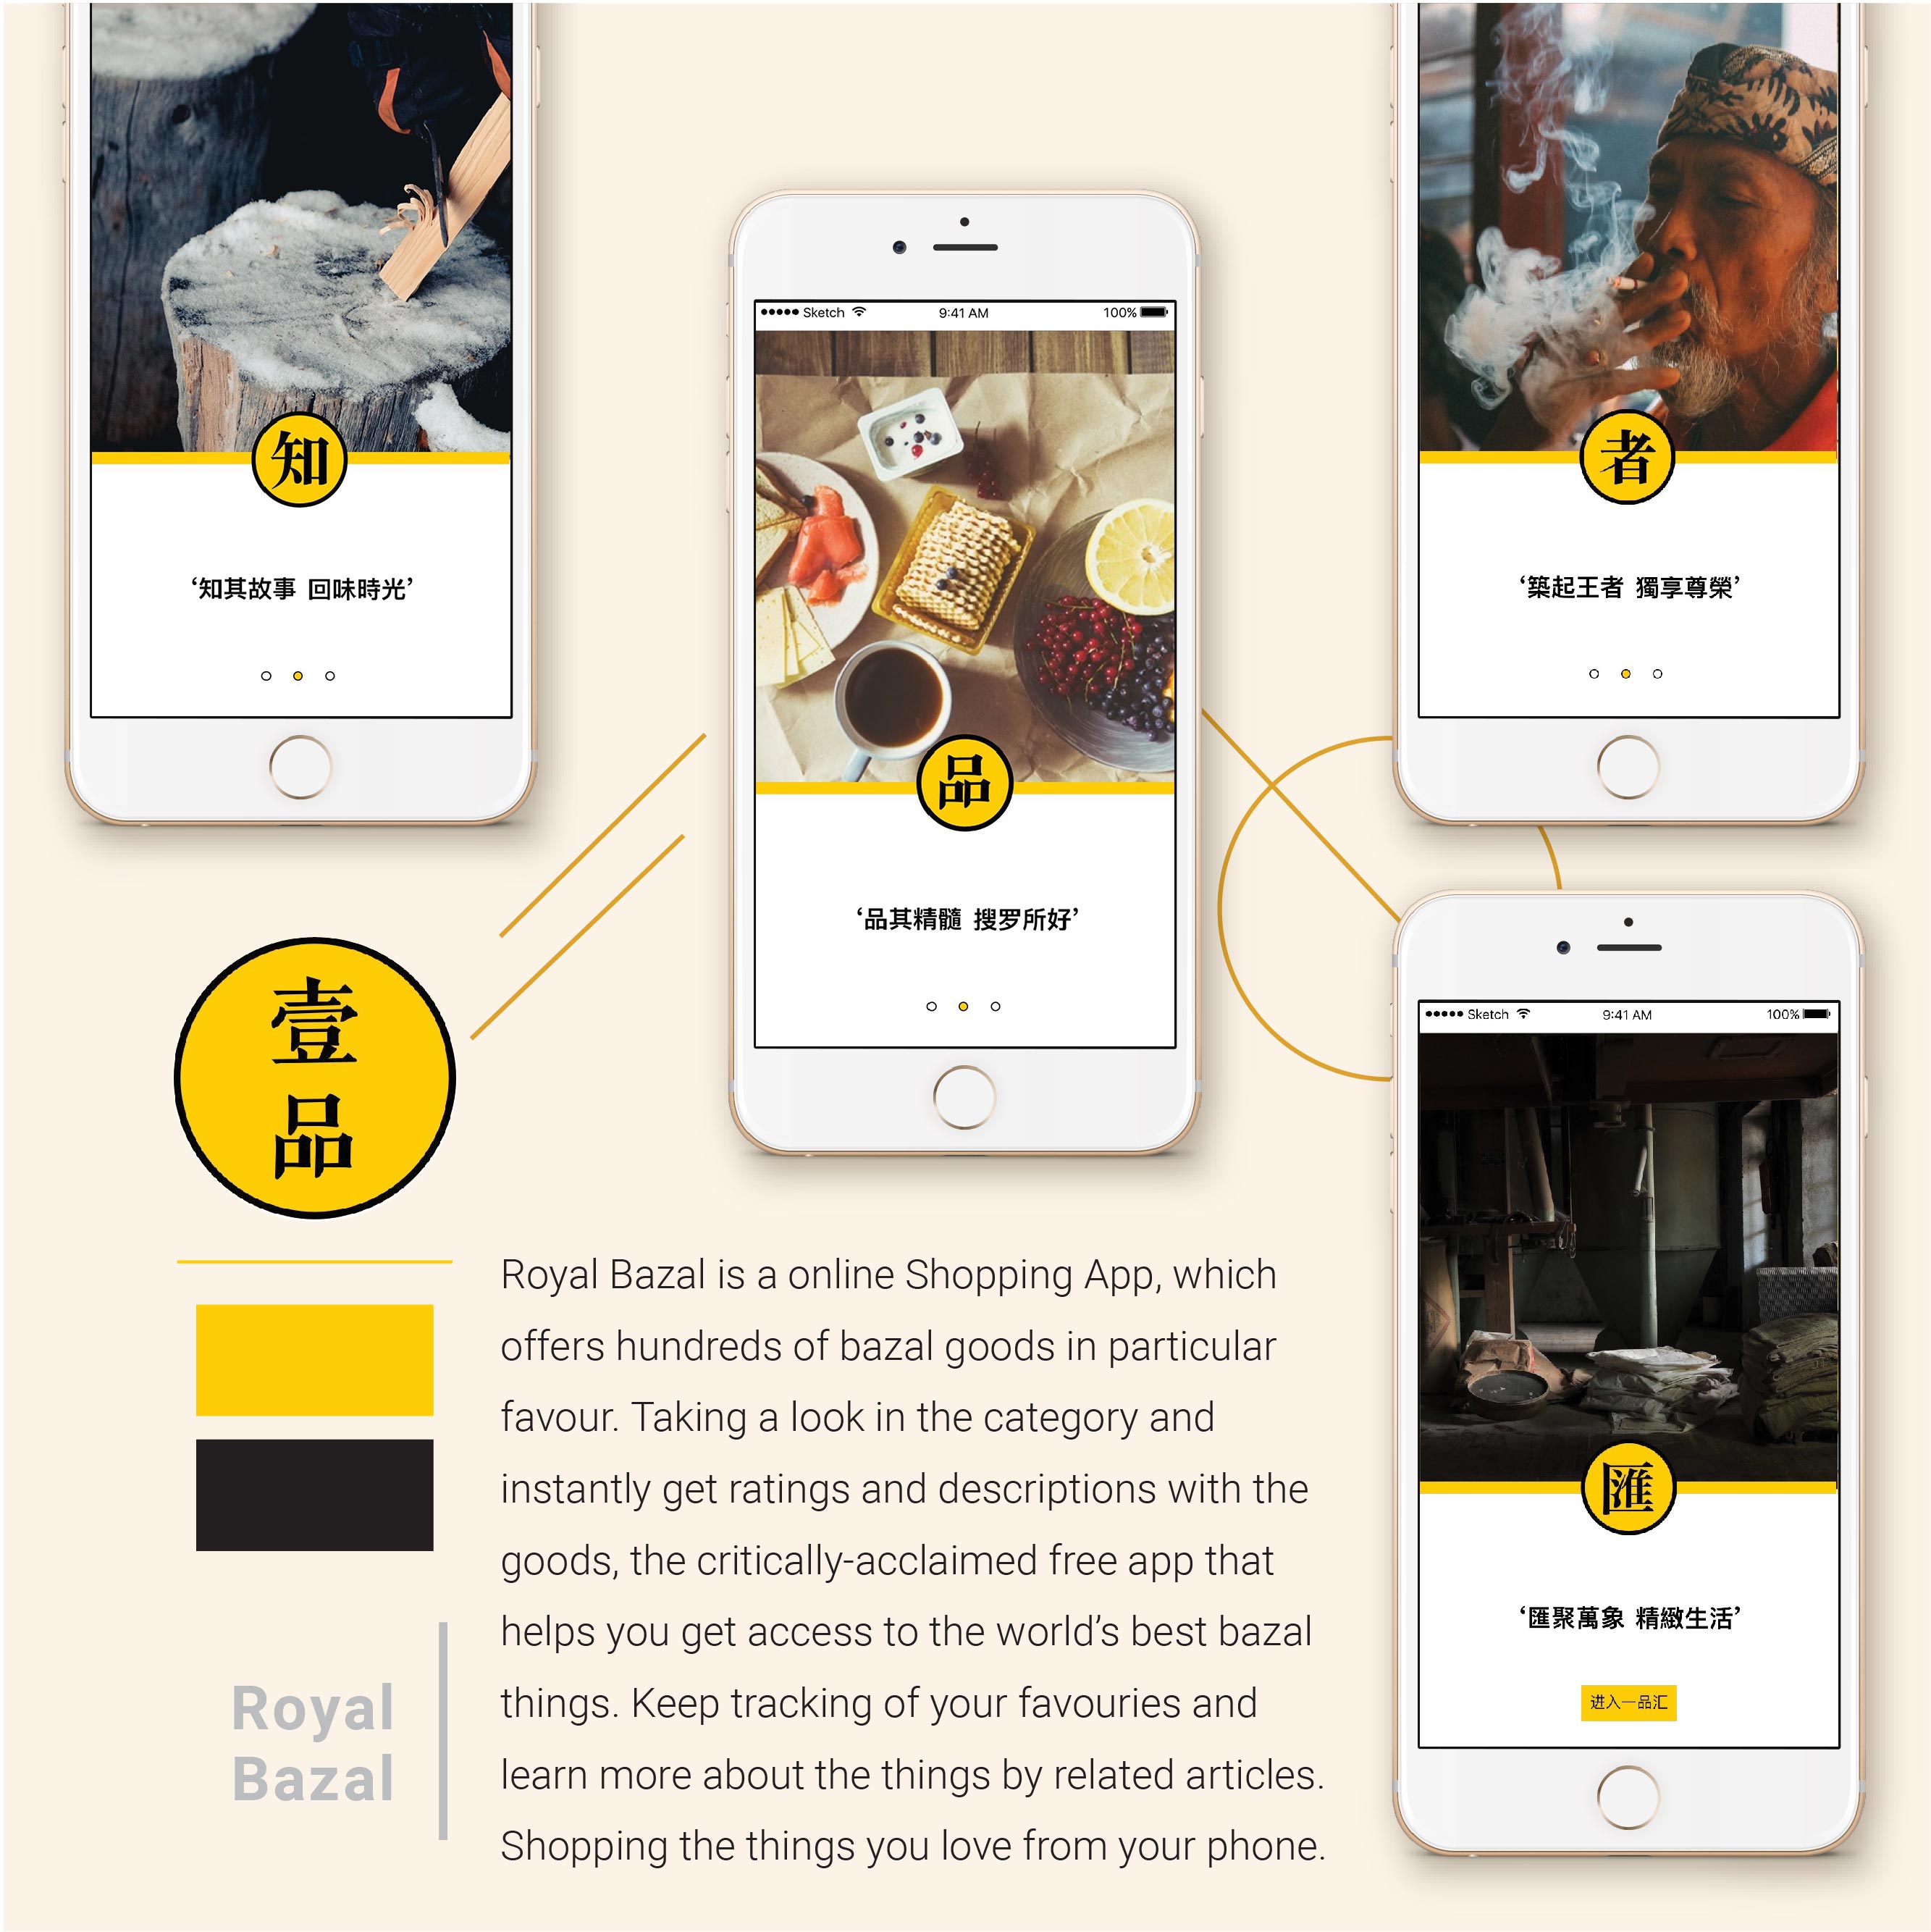 知
‘知其故事 回味時光’
●●●●● Sketch 9:41 AM 100%
品
‘品其精髓 搜罗所好’
者
‘築起王者 獨享尊榮’
●●●●● Sketch 9:41 AM 100%
匯
‘匯聚萬象 精緻生活’
进入一品汇
壹
品
Royal Bazal is a online Shopping App, which
offers hundreds of bazal goods in particular
favour. Taking a look in the category and
instantly get ratings and descriptions with the
goods, the critically-acclaimed free app that
helps you get access to the world’s best bazal
things. Keep tracking of your favouries and
learn more about the things by related articles.
Shopping the things you love from your phone.
Royal
Bazal